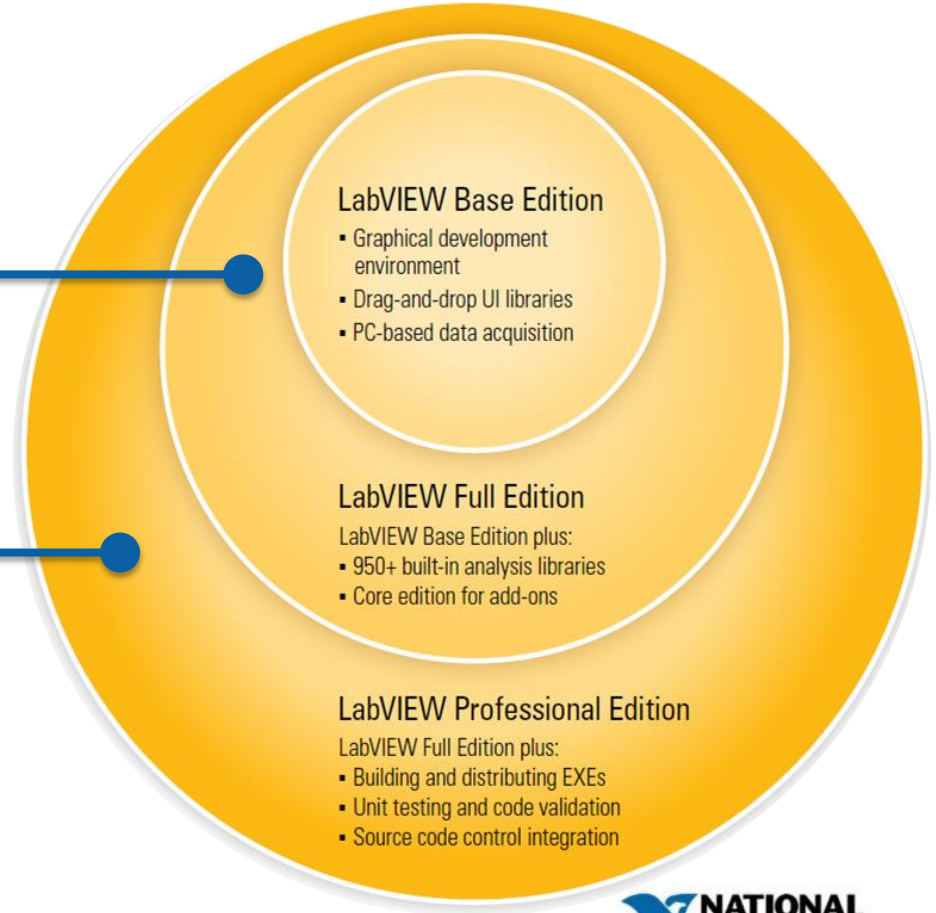 LabVIEW Base Edition
▪ Graphical development
environment
▪ Drag-and-drop UI libraries
▪ PC-based data acquisition
LabVIEW Full Edition
LabVIEW Base Edition plus:
▪ 950+ built-in analysis libraries
▪ Core edition for add-ons
LabVIEW Professional Edition
LabVIEW Full Edition plus:
▪ Building and distributing EXEs
▪ Unit testing and code validation
▪ Source code control integration
NATIONAL